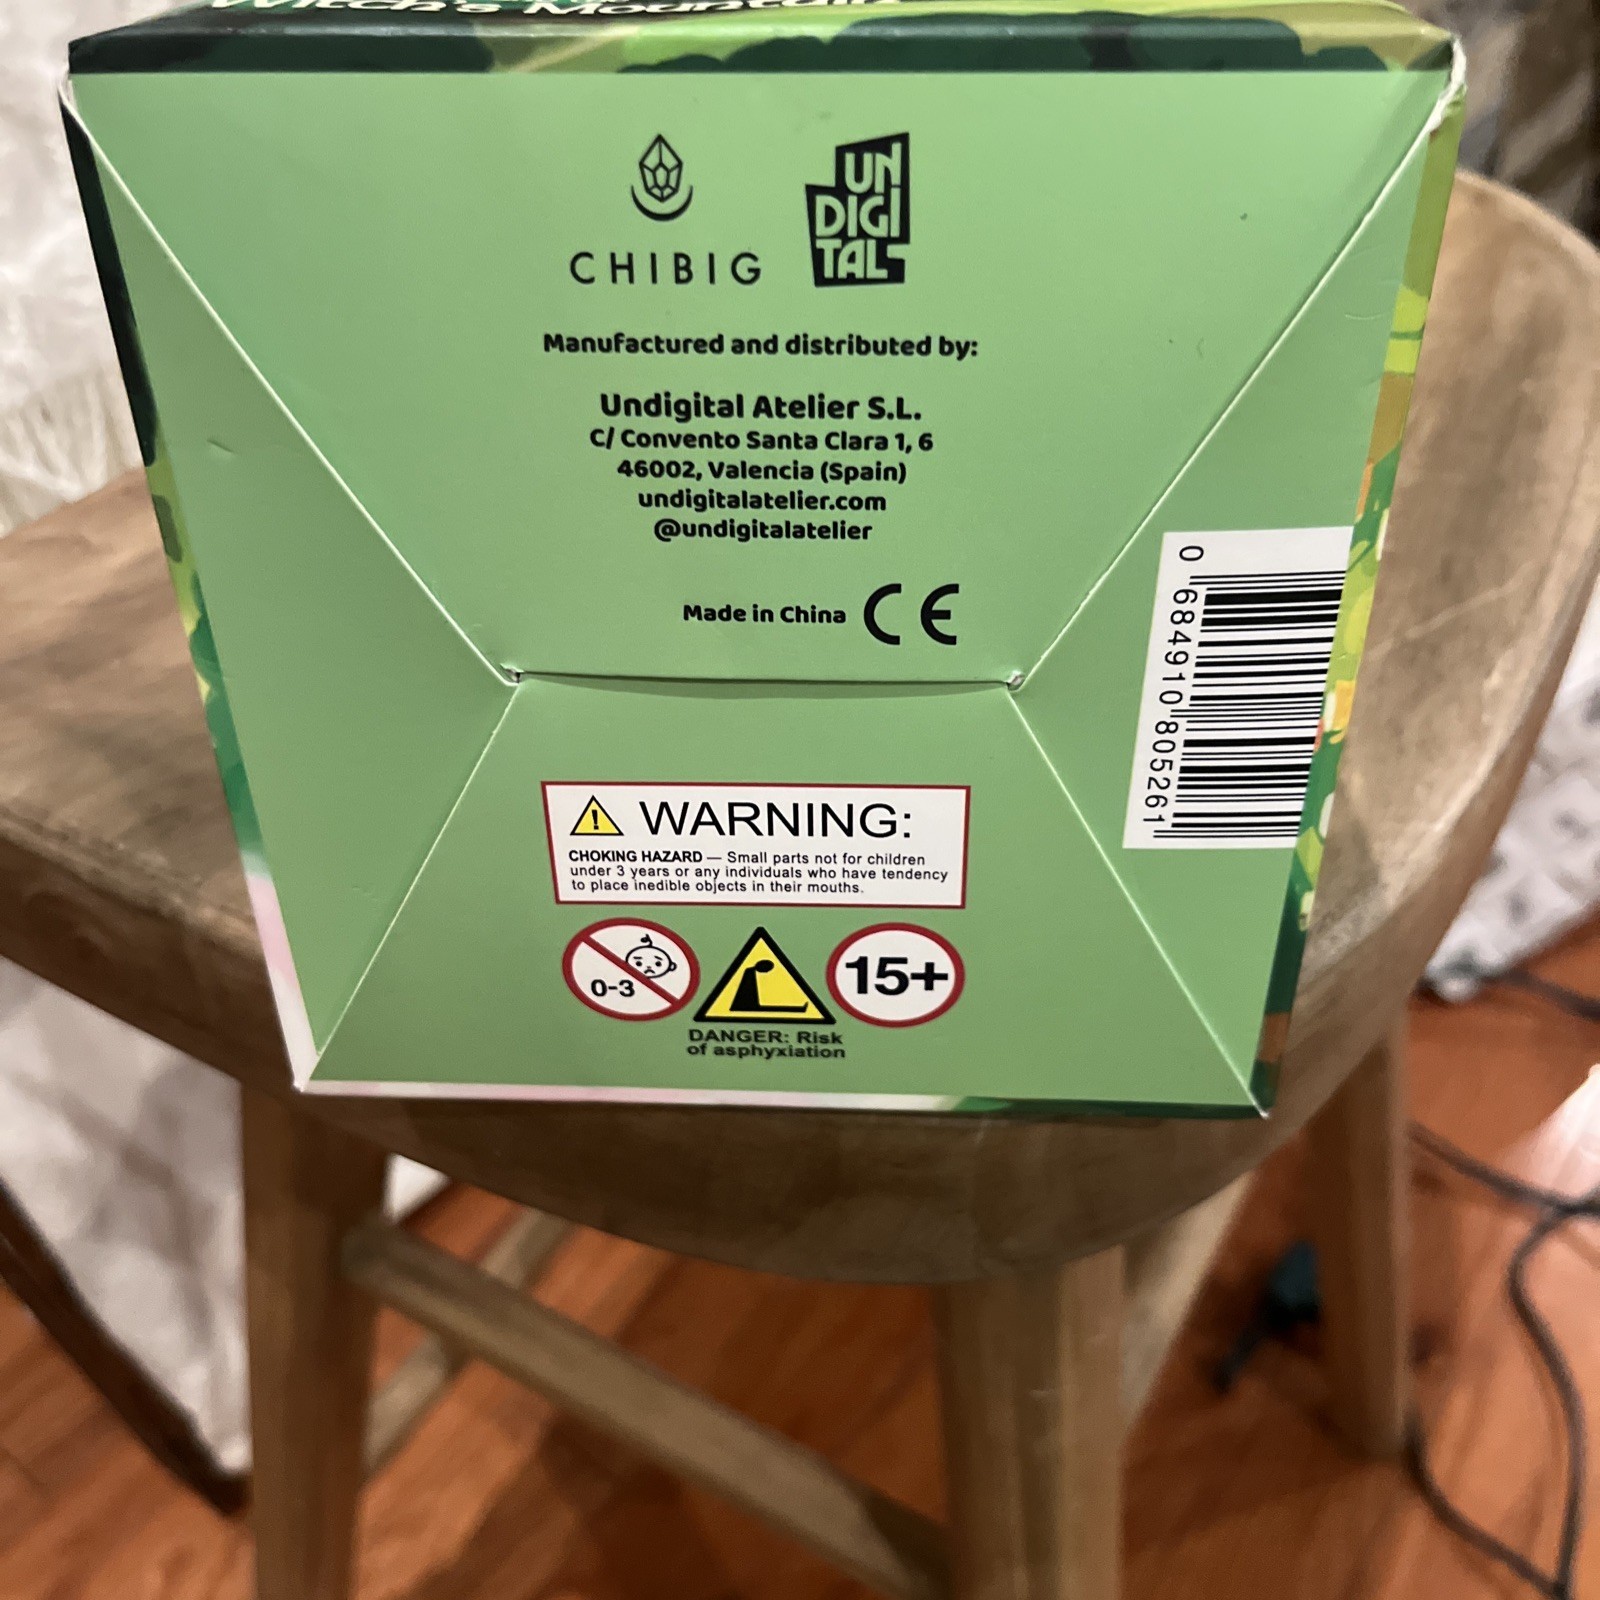 Witch's Mountain
CHIBIG
UN
DIGI
TAL
Manufactured and distributed by:
Undigital Atelier S.L.
C/ Convento Santa Clara 1, 6
46002, Valencia (Spain)
undigitalatelier.com
@undigitalatelier
Made in China CE
0 684910 805261
WARNING:
CHOKING HAZARD — Small parts not for children
under 3 years or any individuals who have tendency
to place inedible objects in their mouths.
0-3
15+
DANGER: Risk
of asphyxiation